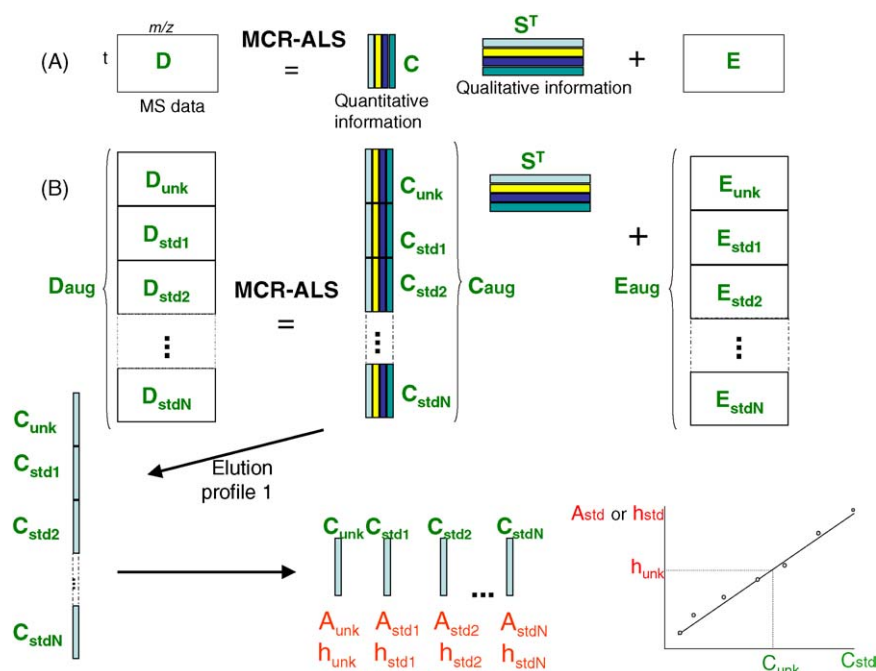 m/z
(A)
t
D
MS data
MCR-ALS
=
C
Quantitative
information
S^T
Qualitative information
+
E
(B)
Daug
D_unk
D_std1
D_std2
...
D_stdN
MCR-ALS
=
C_unk
C_std1
C_std2
...
C_stdN
Caug
S^T
+
Eaug
E_unk
E_std1
E_std2
...
E_stdN
C_unk
C_std1
C_std2
...
C_stdN
Elution
profile 1
C_unk C_std1 C_std2 C_stdN
...
A_unk A_std1 A_std2 A_stdN
h_unk h_std1 h_std2 h_stdN
A_std or h_std
h_unk
C_unk C_std